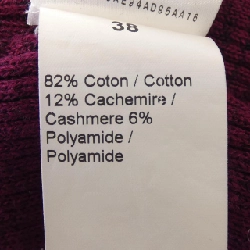 38
82% Coton / Cotton
12% Cachemire /
Cashmere 6%
Polyamide /
Polyamide